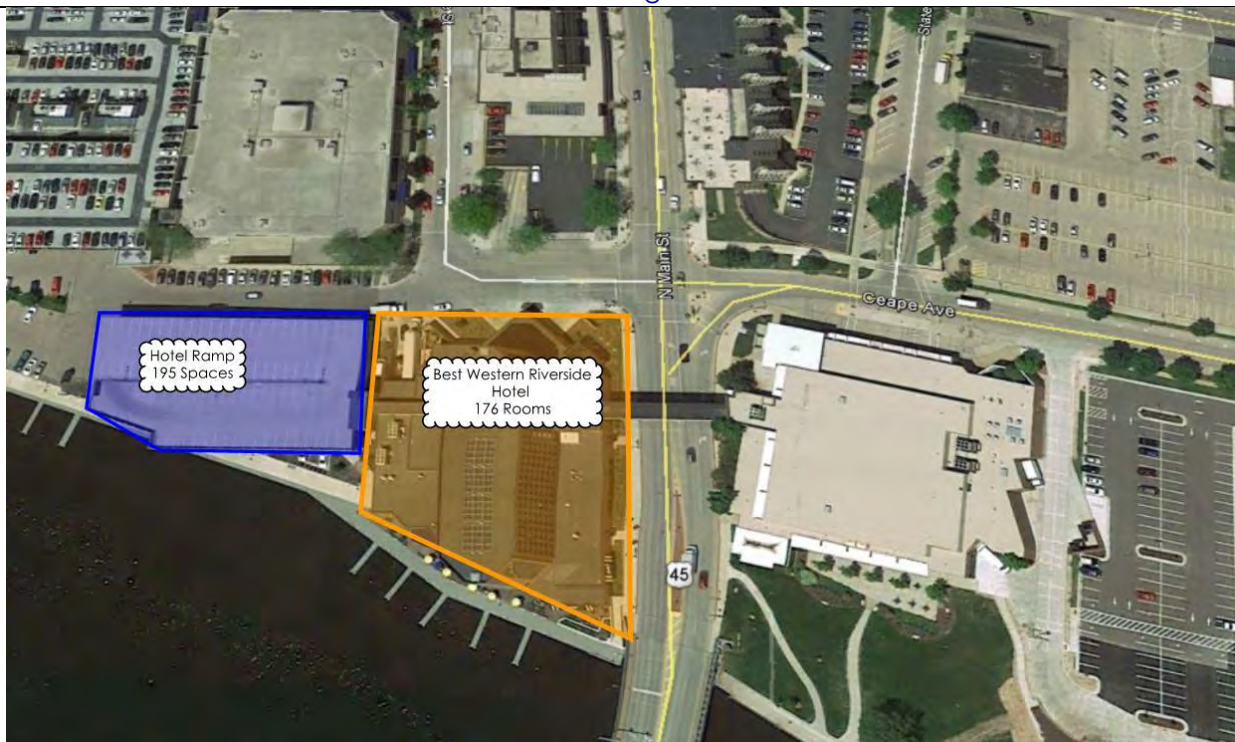 State
N Main St
Ceape Ave
Hotel Ramp
195 Spaces
Best Western Riverside
Hotel
176 Rooms
45